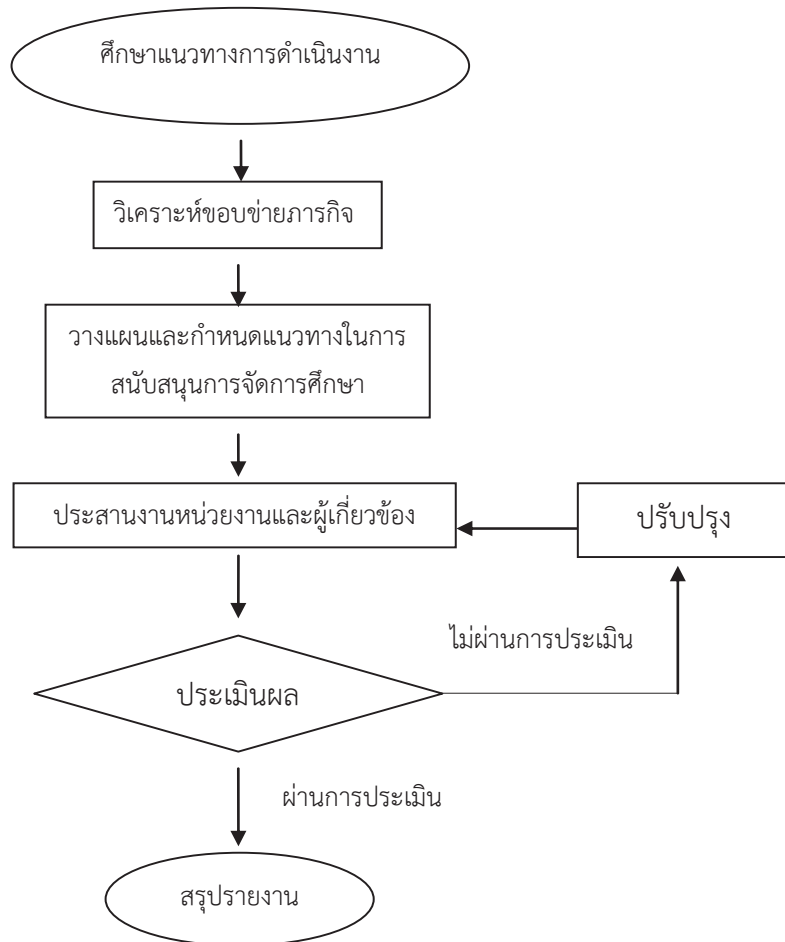 ศึกษาแนวทางการดำเนินงาน
วิเคราะห์ขอบข่ายภารกิจ
วางแผนและกำหนดแนวทางในการ
สนับสนุนการจัดการศึกษา
ประสานงานหน่วยงานและผู้เกี่ยวข้อง
ปรับปรุง
ไม่ผ่านการประเมิน
ประเมินผล
ผ่านการประเมิน
สรุปรายงาน